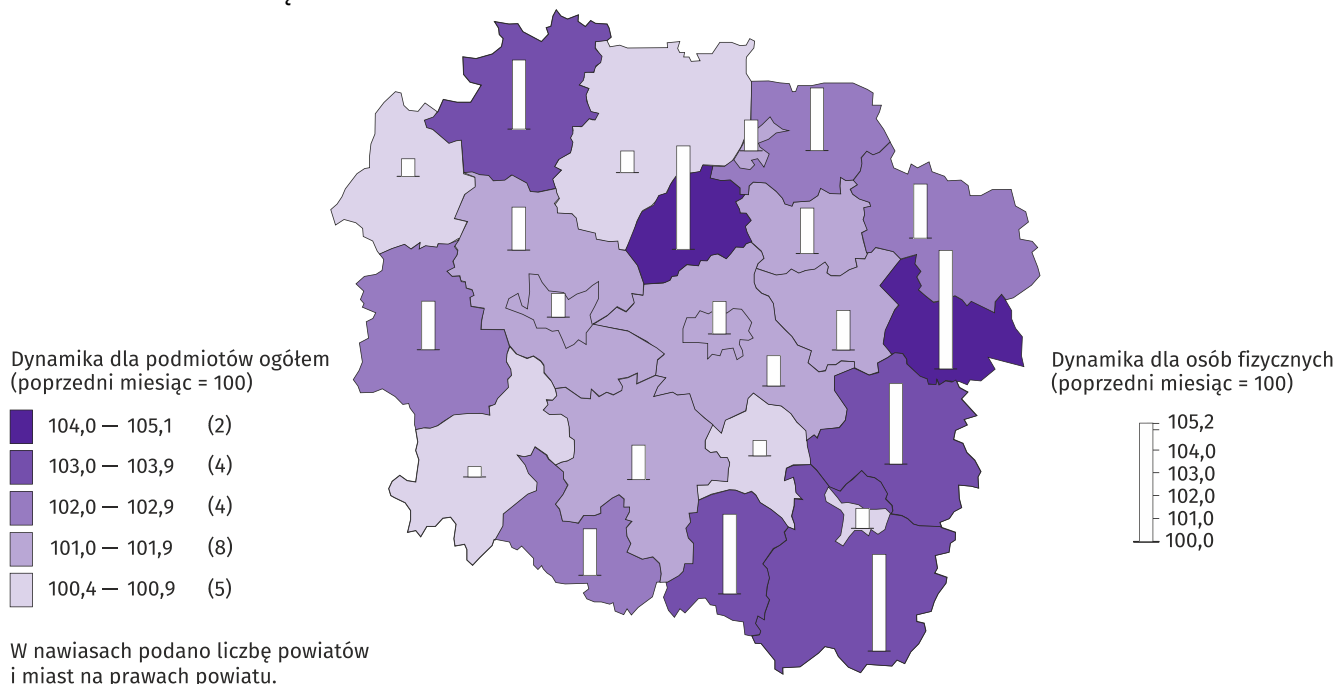 Dynamika dla podmiotów ogółem
(poprzedni miesiąc = 100)
104,0 — 105,1 (2)
103,0 — 103,9 (4)
102,0 — 102,9 (4)
101,0 — 101,9 (8)
100,4 — 100,9 (5)
W nawiasach podano liczbę powiatów
i miast na prawach powiatu.
Dynamika dla osób fizycznych
(poprzedni miesiąc = 100)
105,2
104,0
103,0
102,0
101,0
100,0